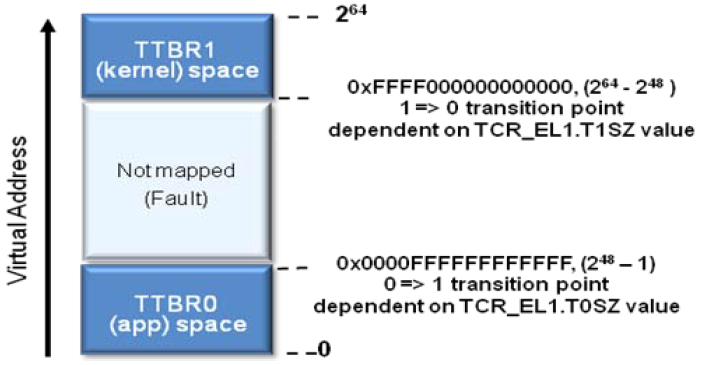 2⁶⁴
TTBR1
(kernel) space
0xFFFF000000000000, (2⁶⁴ - 2⁴⁸ )
1 => 0 transition point
dependent on TCR_EL1.T1SZ value
Virtual Address
Not mapped
(Fault)
0x0000FFFFFFFFFFFF, (2⁴⁸ – 1)
0 => 1 transition point
dependent on TCR_EL1.T0SZ value
TTBR0
(app) space
0